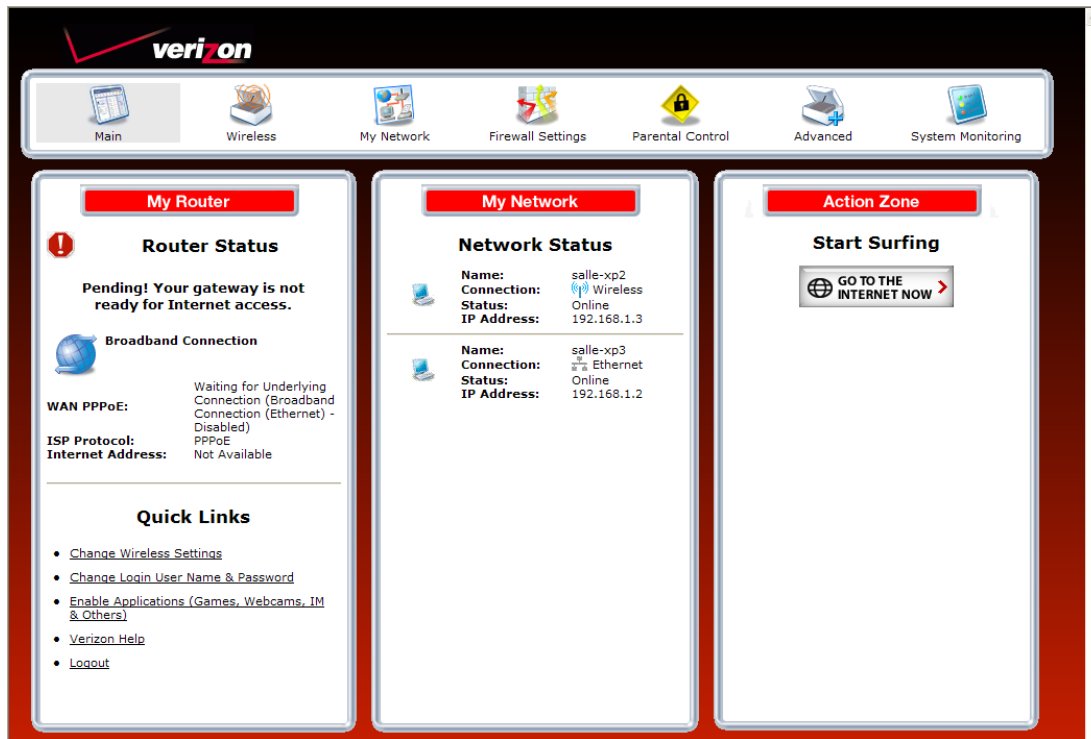 verizon
Main
Wireless
My Network
Firewall Settings
Parental Control
Advanced
System Monitoring
My Router
Router Status
Pending! Your gateway is not
ready for Internet access.
Broadband Connection
WAN PPPoE:
Waiting for Underlying
Connection (Broadband
Connection (Ethernet) -
Disabled)
ISP Protocol: PPPoE
Internet Address: Not Available
Quick Links
Change Wireless Settings
Change Login User Name & Password
Enable Applications (Games, Webcams, IM
& Others)
Verizon Help
Logout
My Network
Network Status
Name: salle-xp2
Connection: Wireless
Status: Online
IP Address: 192.168.1.3
Name: salle-xp3
Connection: Ethernet
Status: Online
IP Address: 192.168.1.2
Action Zone
Start Surfing
GO TO THE
INTERNET NOW